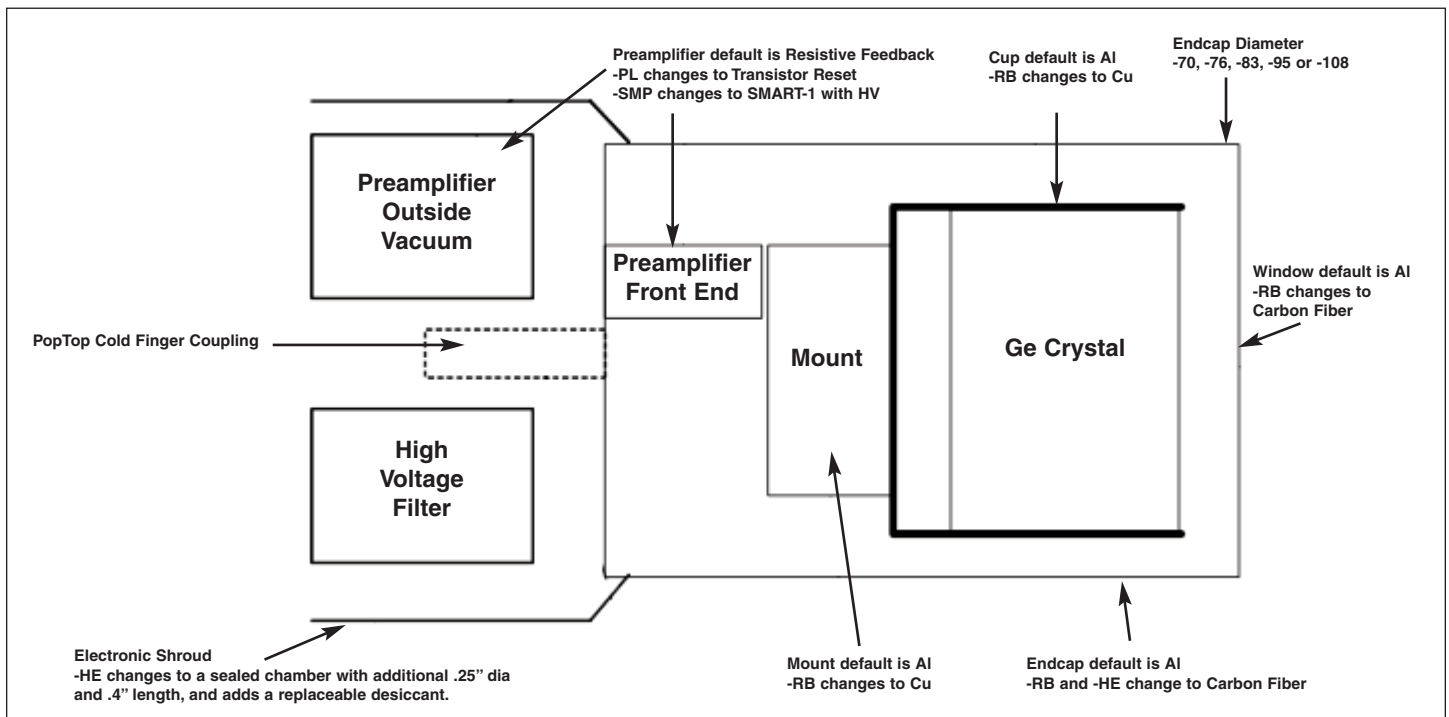 Preamplifier default is Resistive Feedback
-PL changes to Transistor Reset
-SMP changes to SMART-1 with HV
Cup default is Al
-RB changes to Cu
Endcap Diameter
-70, -76, -83, -95 or -108
Preamplifier
Outside
Vacuum
Preamplifier
Front End
Window default is Al
-RB changes to
Carbon Fiber
PopTop Cold Finger Coupling
Mount
Ge Crystal
High
Voltage
Filter
Electronic Shroud
-HE changes to a sealed chamber with additional .25” dia
and .4” length, and adds a replaceable desiccant.
Mount default is Al
-RB changes to Cu
Endcap default is Al
-RB and -HE change to Carbon Fiber